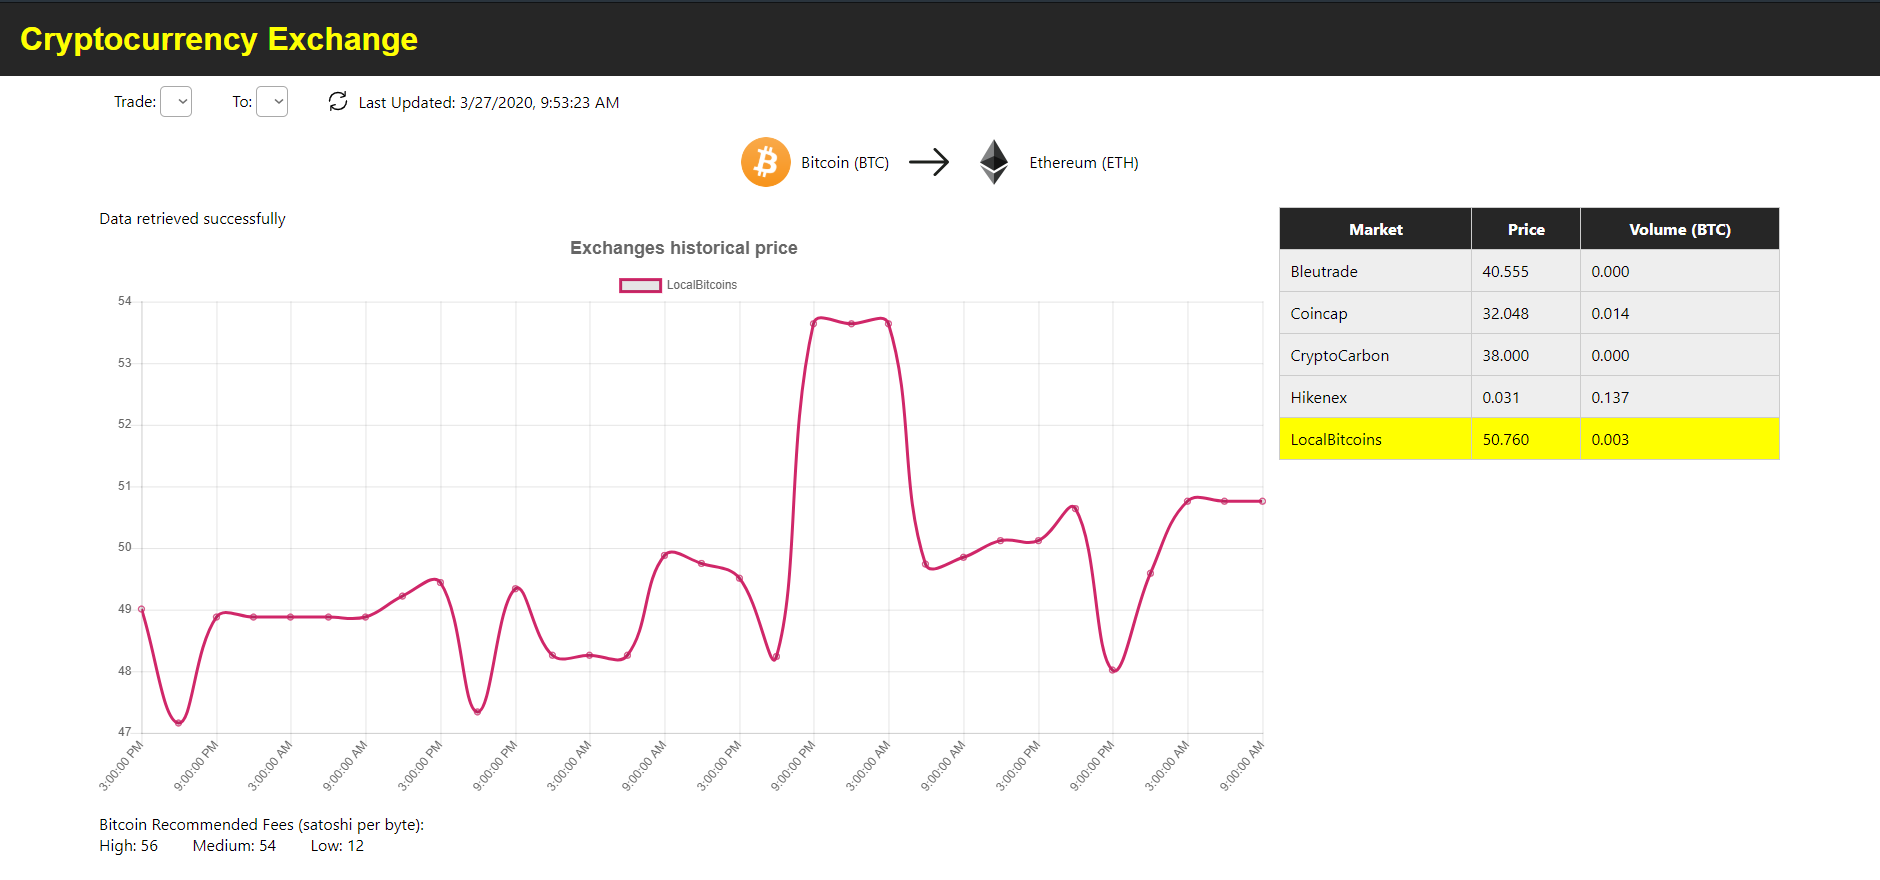 Cryptocurrency Exchange
Trade: To: Last Updated: 3/27/2020, 9:53:23 AM
Bitcoin (BTC) Ethereum (ETH)
Data retrieved successfully
Exchanges historical price
LocalBitcoins
54
53
52
51
50
49
48
47
3:00:00 PM 9:00:00 PM 3:00:00 AM 9:00:00 AM 3:00:00 PM 9:00:00 PM 3:00:00 AM 9:00:00 AM 3:00:00 PM 9:00:00 PM 3:00:00 AM 9:00:00 AM 3:00:00 PM 9:00:00 PM 3:00:00 AM 9:00:00 AM
Market Price Volume (BTC)
Bleutrade 40.555 0.000
Coincap 32.048 0.014
CryptoCarbon 38.000 0.000
Hikenex 0.031 0.137
LocalBitcoins 50.760 0.003
Bitcoin Recommended Fees (satoshi per byte):
High: 56 Medium: 54 Low: 12